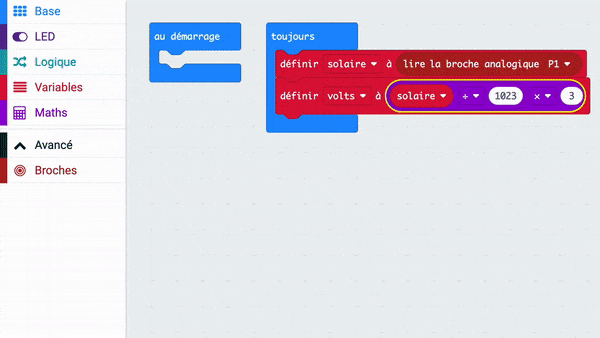 Base
LED
Logique
Variables
Maths
Avancé
Broches
au démarrage
toujours
définir solaire à lire la broche analogique P1
définir volts à solaire ÷ 1023 × 3